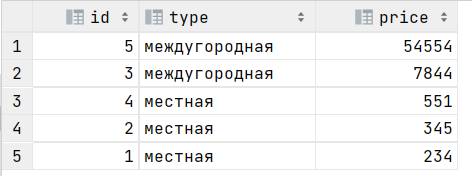 id type price
1 5 междугородная 54554
2 3 междугородная 7844
3 4 местная 551
4 2 местная 345
5 1 местная 234